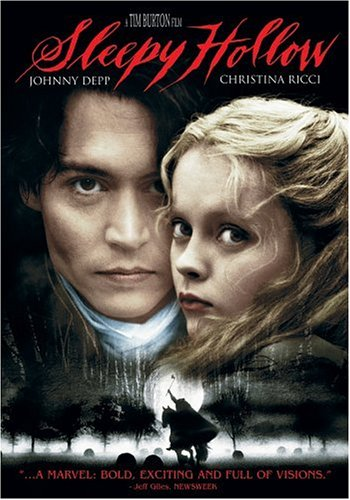 A TIM BURTON FILM
Sleepy Hollow
JOHNNY DEPP CHRISTINA RICCI
"...A MARVEL: BOLD, EXCITING AND FULL OF VISIONS."
- Jeff Giles, NEWSWEEK